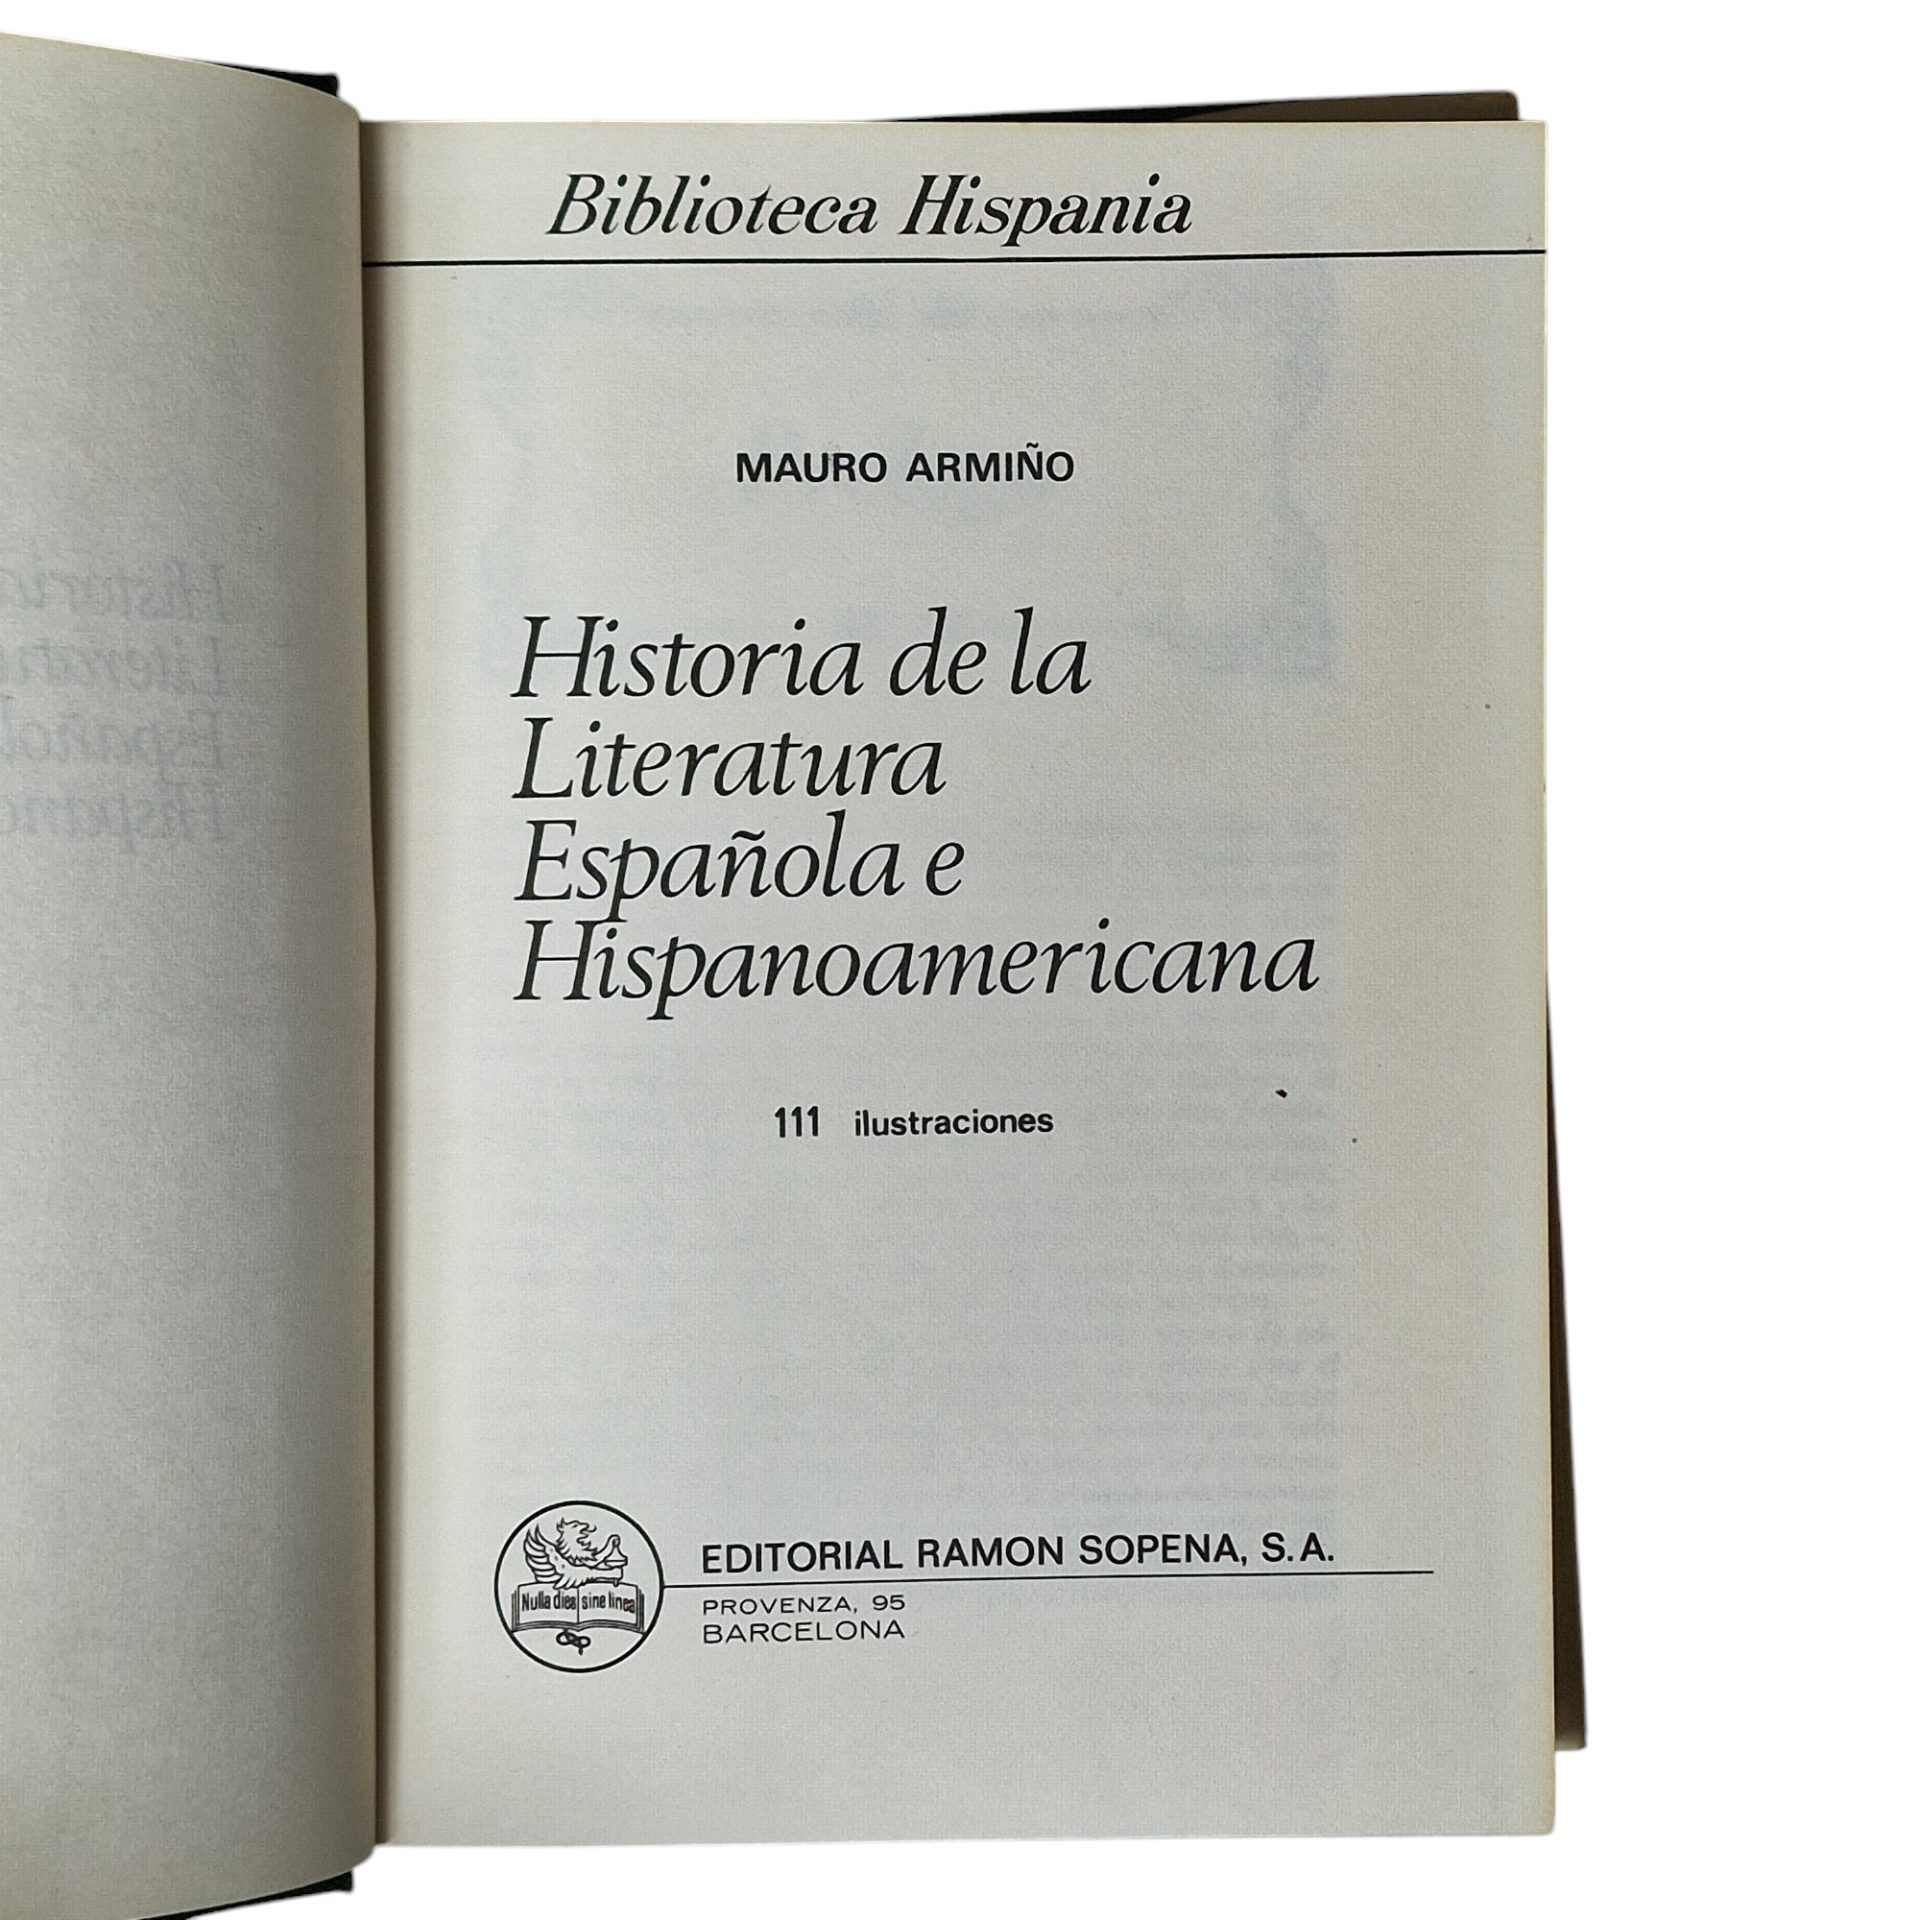 Biblioteca Hispania
MAURO ARMIÑO
Historia de la
Literatura
Española e
Hispanoamericana
111 ilustraciones
Nulla dies sine linea
EDITORIAL RAMON SOPENA, S. A.
PROVENZA, 95
BARCELONA